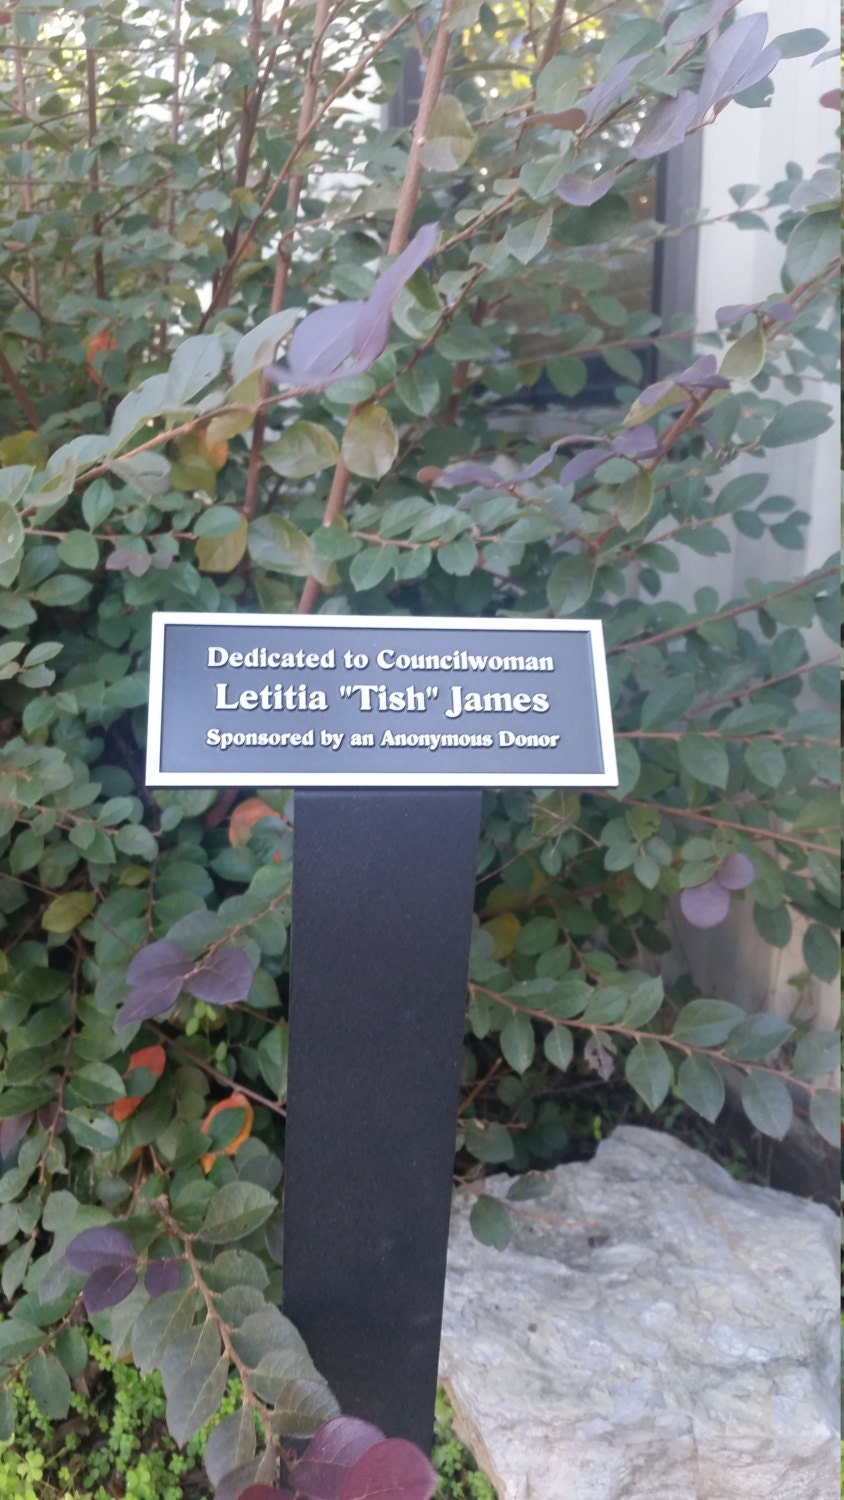 Dedicated to Councilwoman
Letitia "Tish" James
Sponsored by an Anonymous Donor